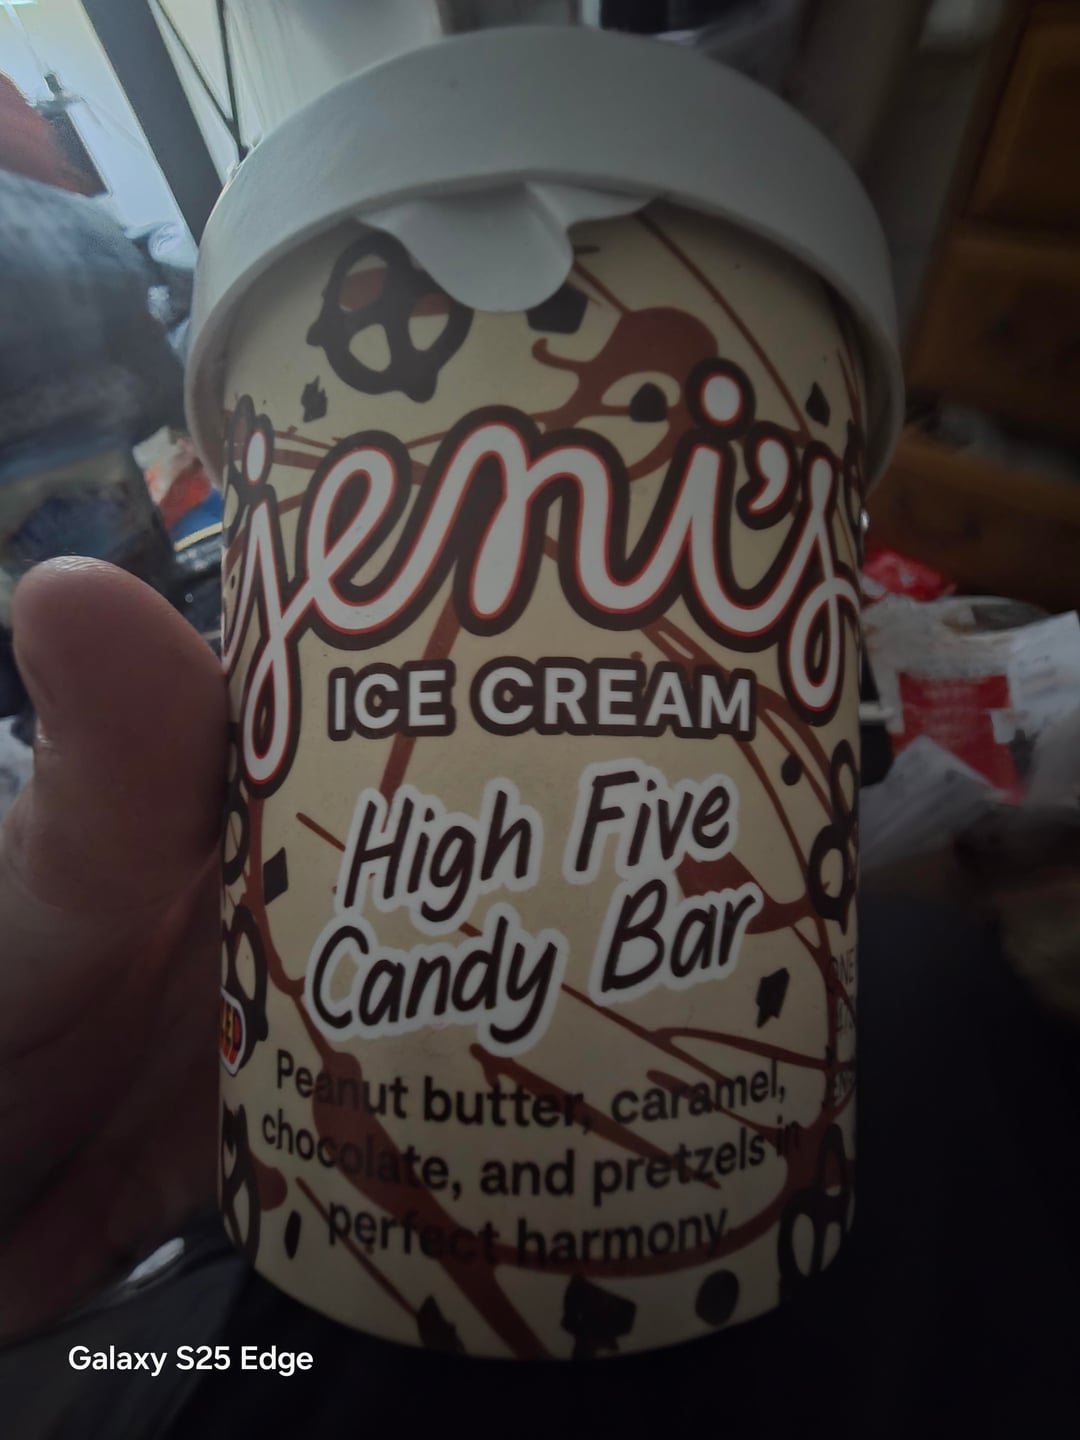 jeni's
ICE CREAM
High Five
Candy Bar
Peanut butter, caramel,
chocolate, and pretzels in
perfect harmony
Galaxy S25 Edge